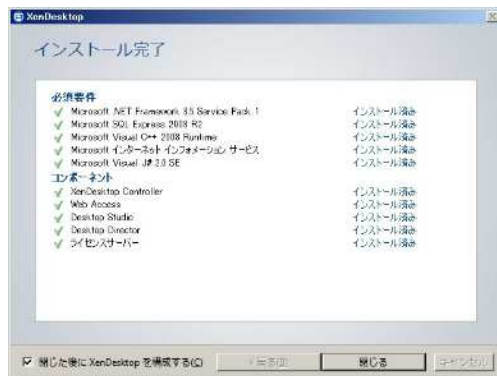 XenDesktop
インストール完了
必須要件
Microsoft .NET Framework 3.5 Service Pack 1 インストール済み
Microsoft SQL Express 2008 R2 インストール済み
Microsoft Visual C++ 2008 Runtime インストール済み
Microsoft インターネット インフォメーション サービス インストール済み
Microsoft Visual J# 2.0 SE インストール済み
コンポーネント
XenDesktop Controller インストール済み
Web Access インストール済み
Desktop Studio インストール済み
Desktop Director インストール済み
ライセンスサーバー インストール済み
閉じた後に XenDesktop を構成する(C) < 戻る(B) 閉じる キャンセル